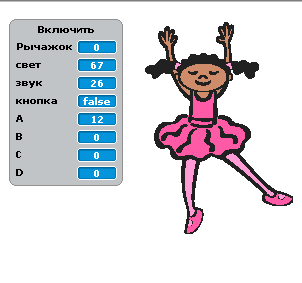 Включить
Рычажок 0
свет 67
звук 26
кнопка false
A 12
B 0
C 0
D 0